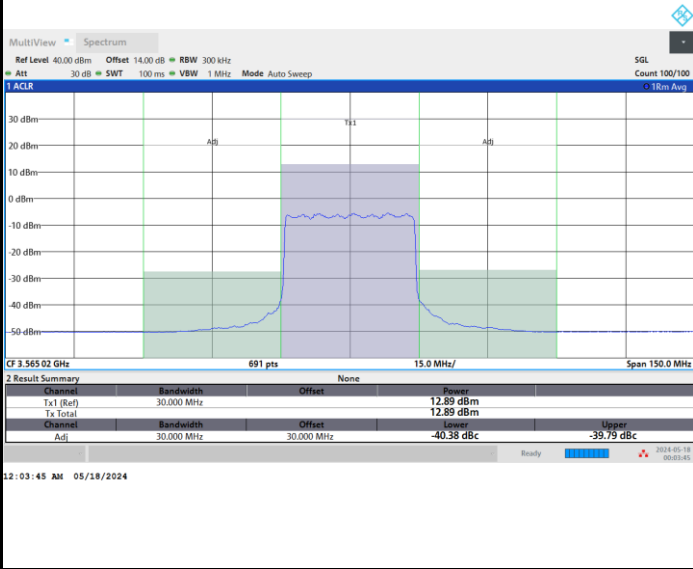 MultiView Spectrum
Ref Level 40.00 dBm Offset 14.00 dB RBW 300 kHz SGL
Att 30 dB SWT 100 ms VBW 1 MHz Mode Auto Sweep Count 100/100
1 ACLR 1Rm Avg
30 dBm
Tx1
20 dBm
Adj Adj
10 dBm
0 dBm
-10 dBm
-20 dBm
-30 dBm
-40 dBm
-50 dBm
CF 3.565 02 GHz 691 pts 15.0 MHz/ Span 150.0 MHz
2 Result Summary None
Channel Bandwidth Offset Power
Tx1 (Ref) 30.000 MHz 12.89 dBm
Tx Total 12.89 dBm
Channel Bandwidth Offset Lower Upper
Adj 30.000 MHz 30.000 MHz -40.38 dBc -39.79 dBc
Ready 2024-05-18
00:03:45
12:03:45 AM 05/18/2024